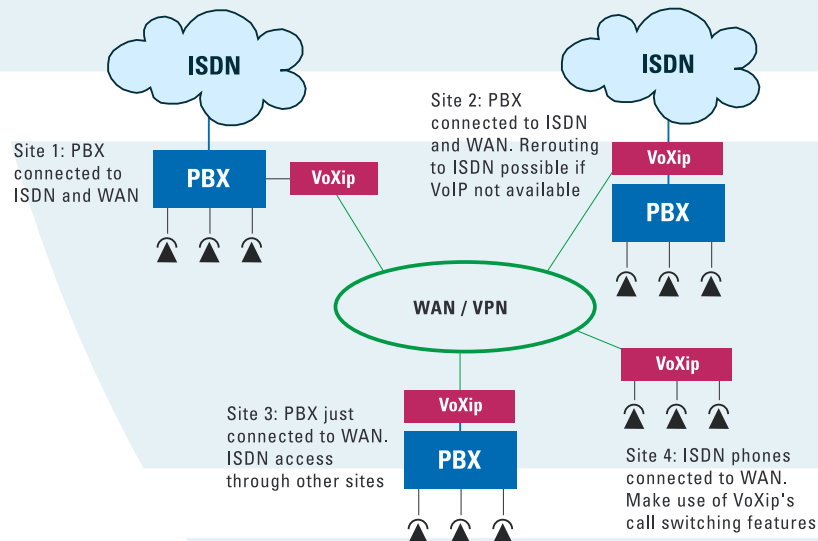 ISDN
ISDN
Site 1: PBX
connected to
ISDN and WAN
PBX
VoXip
Site 2: PBX
connected to ISDN
and WAN. Rerouting
to ISDN possible if
VoIP not available
VoXip
PBX
WAN / VPN
Site 3: PBX just
connected to WAN.
ISDN access
through other sites
VoXip
PBX
VoXip
Site 4: ISDN phones
connected to WAN.
Make use of VoXip's
call switching features